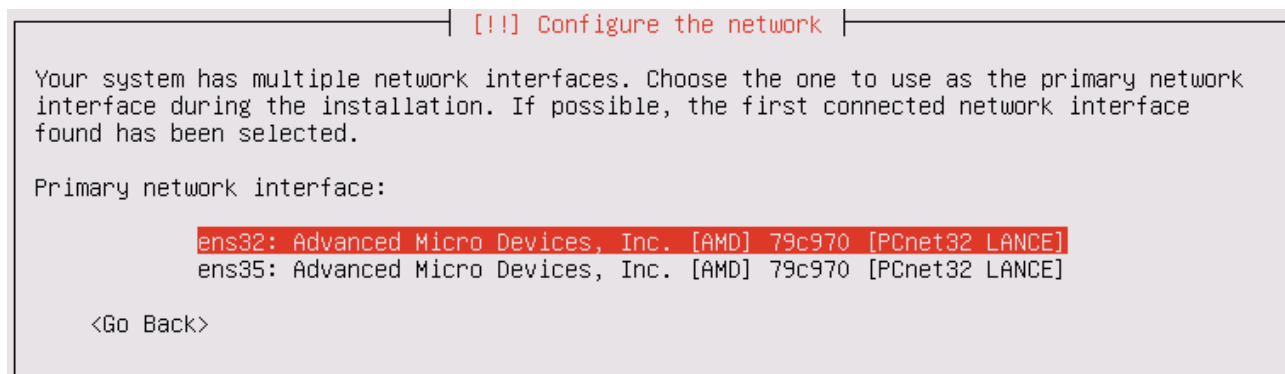 [!!] Configure the network
Your system has multiple network interfaces. Choose the one to use as the primary network
interface during the installation. If possible, the first connected network interface
found has been selected.
Primary network interface:
ens32: Advanced Micro Devices, Inc. [AMD] 79c970 [PCnet32 LANCE]
ens35: Advanced Micro Devices, Inc. [AMD] 79c970 [PCnet32 LANCE]
<Go Back>